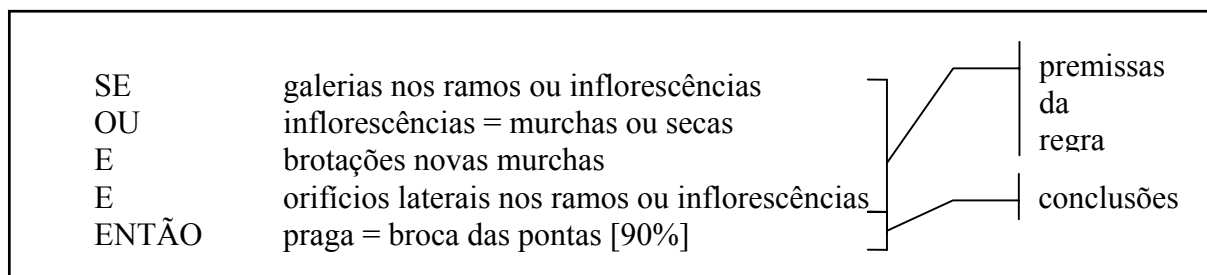 SE galerias nos ramos ou inflorescências
OU inflorescências = murchas ou secas
E brotações novas murchas
E orifícios laterais nos ramos ou inflorescências
ENTÃO praga = broca das pontas [90%]
premissas
da
regra
conclusões